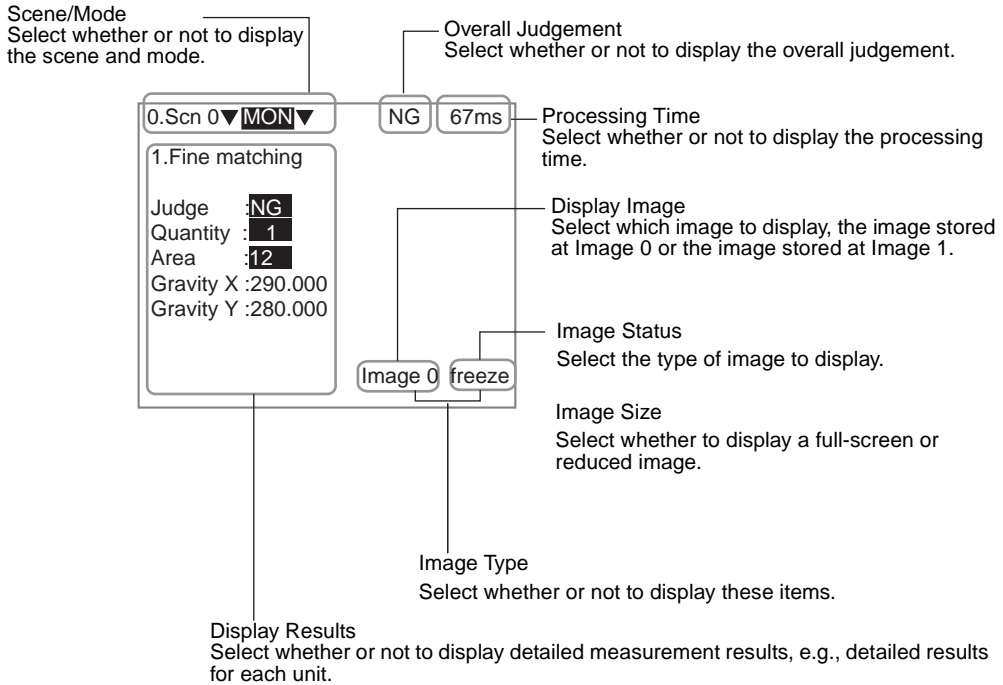 Scene/Mode
Select whether or not to display
the scene and mode.
Overall Judgement
Select whether or not to display the overall judgement.
0.Scn 0▼ MON▼
NG
67ms
Processing Time
Select whether or not to display the processing
time.
1.Fine matching
Judge :NG
Quantity : 1
Area :12
Gravity X :290.000
Gravity Y :280.000
Display Image
Select which image to display, the image stored
at Image 0 or the image stored at Image 1.
Image Status
Select the type of image to display.
Image 0
freeze
Image Size
Select whether to display a full-screen or
reduced image.
Image Type
Select whether or not to display these items.
Display Results
Select whether or not to display detailed measurement results, e.g., detailed results
for each unit.